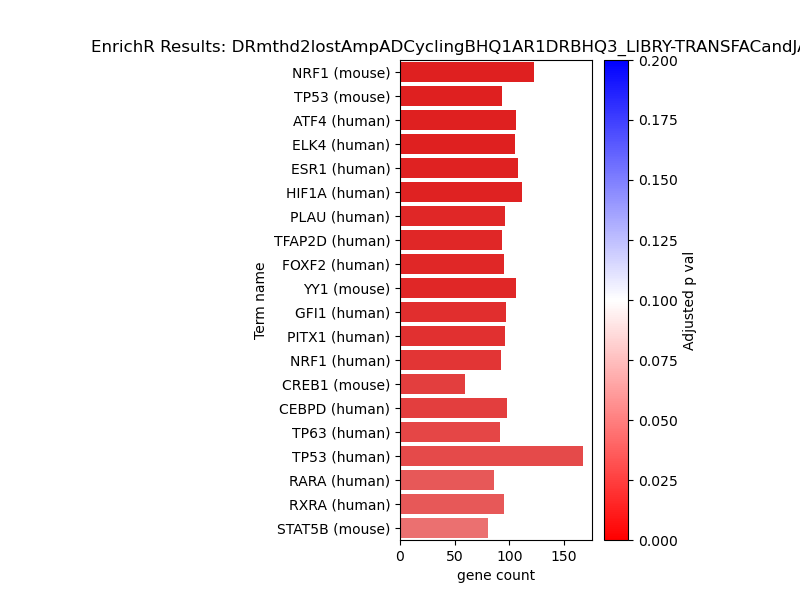 EnrichR Results: DRmthd2lostAmpADCyclingBHQ1AR1DRBHQ3_LIBRY-TRANSFACandJA
NRF1 (mouse)
TP53 (mouse)
ATF4 (human)
ELK4 (human)
ESR1 (human)
HIF1A (human)
PLAU (human)
TFAP2D (human)
FOXF2 (human)
YY1 (mouse)
GFI1 (human)
PITX1 (human)
NRF1 (human)
CREB1 (mouse)
CEBPD (human)
TP63 (human)
TP53 (human)
RARA (human)
RXRA (human)
STAT5B (mouse)
Term name
0 50 100 150
gene count
0.200
0.175
0.150
0.125
0.100
0.075
0.050
0.025
0.000
Adjusted p val